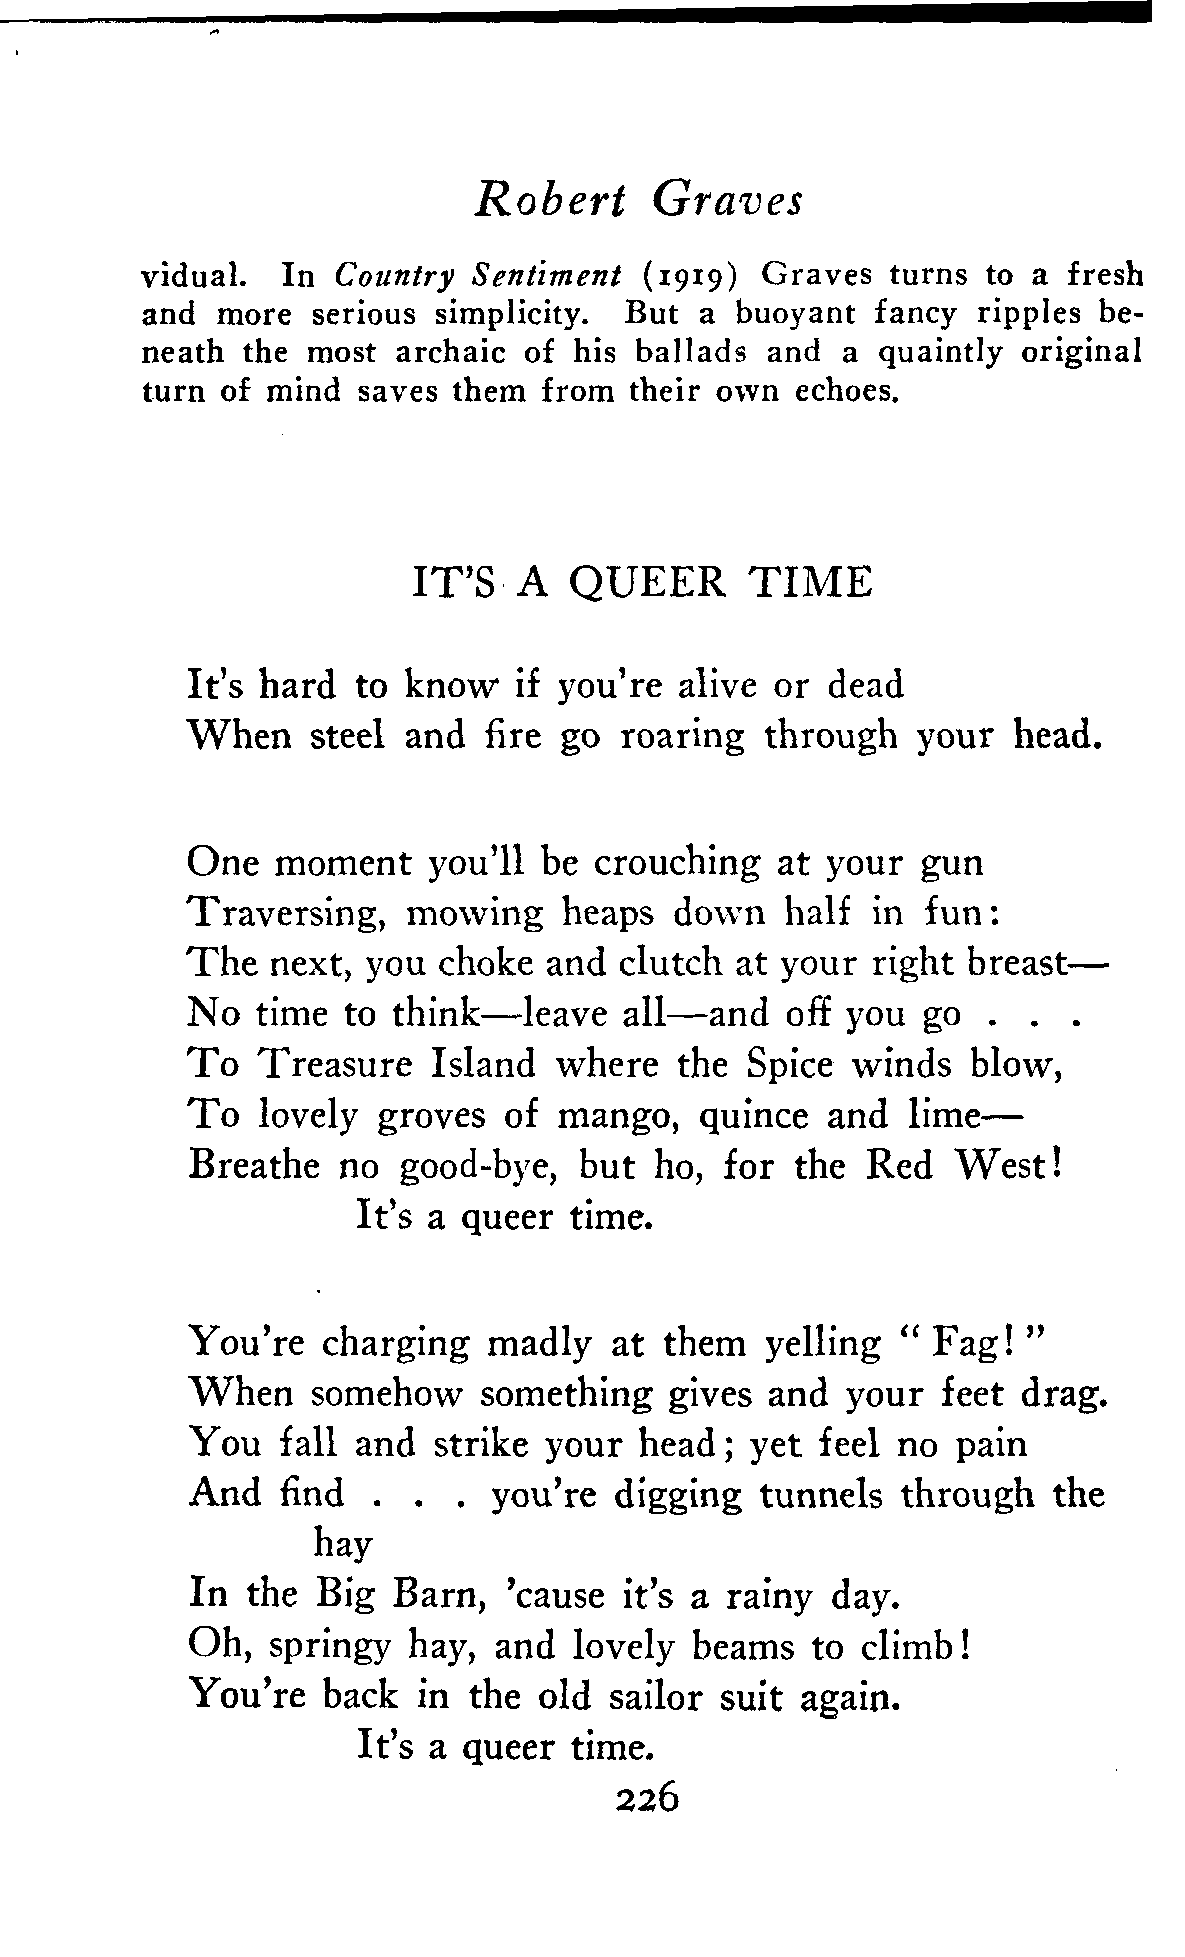 Robert Graves
vidual. In Country Sentiment (1919) Graves turns to a fresh
and more serious simplicity. But a buoyant fancy ripples be-
neath the most archaic of his ballads and a quaintly original
turn of mind saves them from their own echoes.
IT'S A QUEER TIME
It's hard to know if you're alive or dead
When steel and fire go roaring through your head.
One moment you'll be crouching at your gun
Traversing, mowing heaps down half in fun:
The next, you choke and clutch at your right breast—
No time to think—leave all—and off you go . . .
To Treasure Island where the Spice winds blow,
To lovely groves of mango, quince and lime—
Breathe no good-bye, but ho, for the Red West!
It's a queer time.
You're charging madly at them yelling “ Fag! ”
When somehow something gives and your feet drag.
You fall and strike your head; yet feel no pain
And find . . . you're digging tunnels through the
hay
In the Big Barn, 'cause it's a rainy day.
Oh, springy hay, and lovely beams to climb!
You're back in the old sailor suit again.
It's a queer time.
226